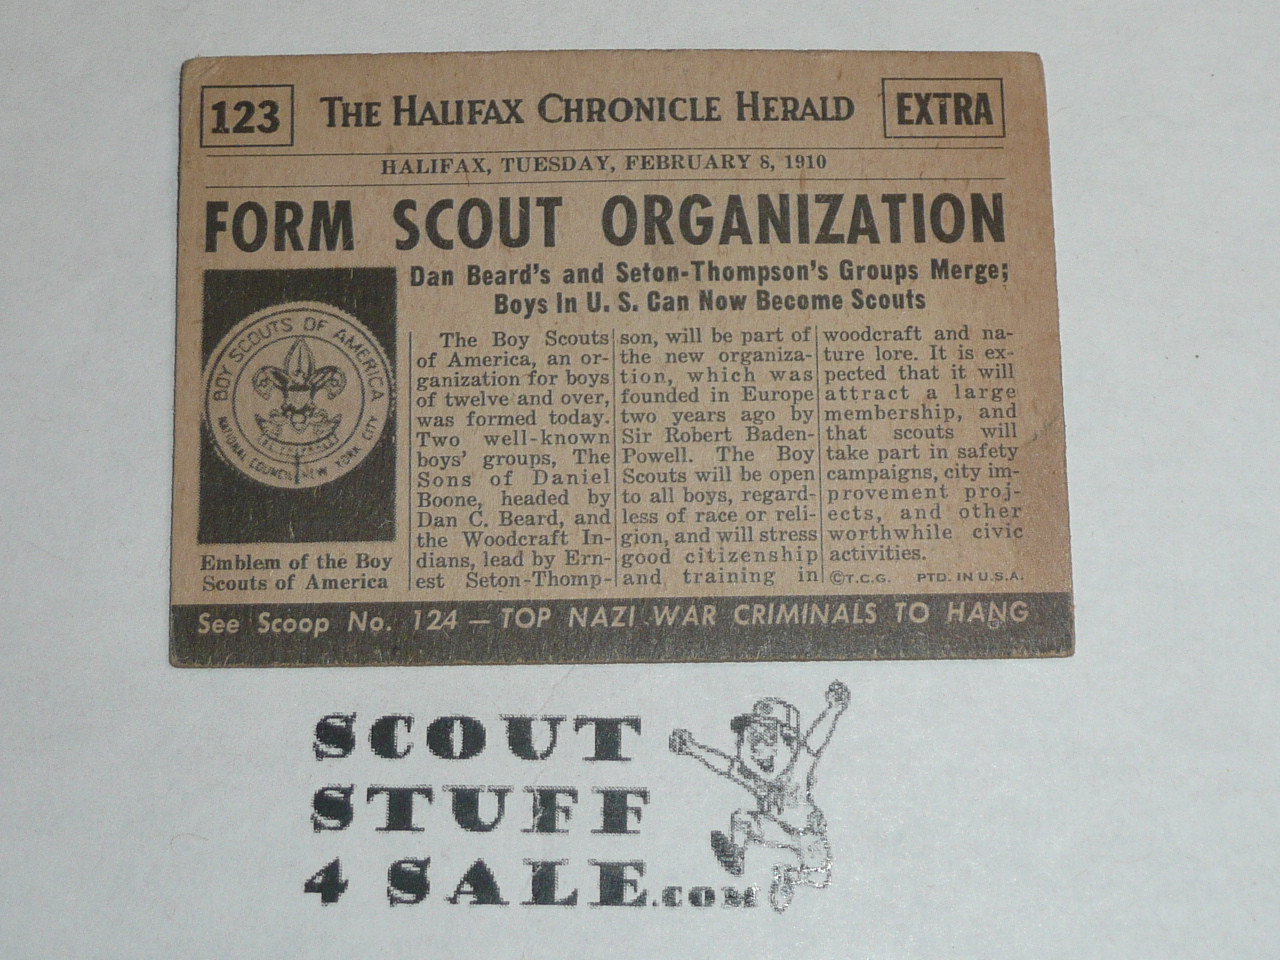 123
THE HALIFAX CHRONICLE HERALD
EXTRA
HALIFAX, TUESDAY, FEBRUARY 8, 1910
FORM SCOUT ORGANIZATION
Dan Beard's and Seton-Thompson's Groups Merge;
Boys In U. S. Can Now Become Scouts
BOY SCOUTS OF AMERICA
NATIONAL COUNCIL NEW YORK CITY
Emblem of the Boy
Scouts of America
The Boy Scouts
of America, an or-
ganization for boys
of twelve and over,
was formed today.
Two well-known
boys' groups, The
Sons of Daniel
Boone, headed by
Dan C. Beard, and
the Woodcraft In-
dians, lead by Ern-
est Seton-Thomp-
son, will be part of
the new organiza-
tion, which was
founded in Europe
two years ago by
Sir Robert Baden-
Powell. The Boy
Scouts will be open
to all boys, regard-
less of race or reli-
gion, and will stress
good citizenship
and training in
woodcraft and na-
ture lore. It is ex-
pected that it will
attract a large
membership, and
that scouts will
take part in safety
campaigns, city im-
provement proj-
ects, and other
worthwhile civic
activities.
©T.C.G. PTD. IN U.S.A.
See Scoop No. 124 — TOP NAZI WAR CRIMINALS TO HANG
SCOUT
STUFF
4 SALE.COM